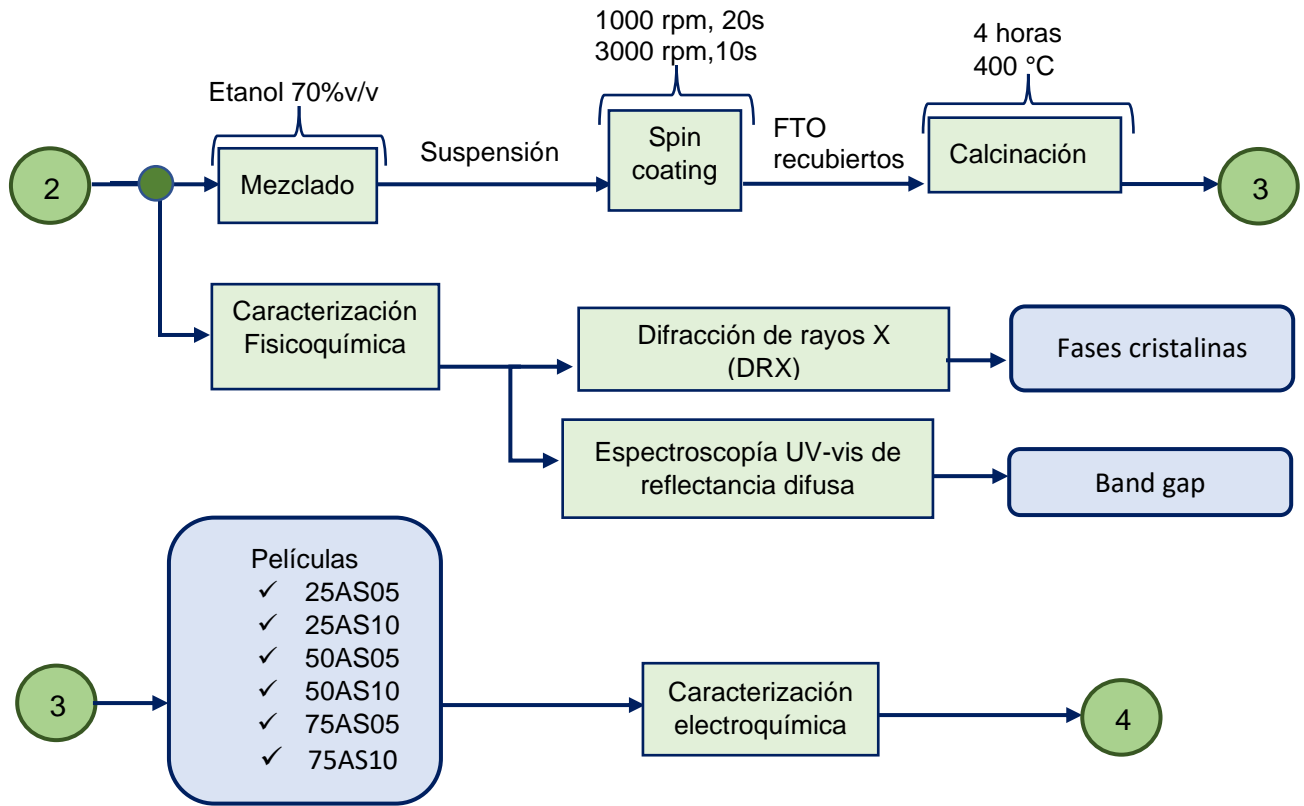 1000 rpm, 20s
3000 rpm,10s
4 horas
400 °C
Etanol 70%v/v
2
Mezclado
Suspensión
Spin
coating
FTO
recubiertos
Calcinación
3
Caracterización
Fisicoquímica
Difracción de rayos X
(DRX)
Fases cristalinas
Espectroscopía UV-vis de
reflectancia difusa
Band gap
3
Películas
✓ 25AS05
✓ 25AS10
✓ 50AS05
✓ 50AS10
✓ 75AS05
✓ 75AS10
Caracterización
electroquímica
4